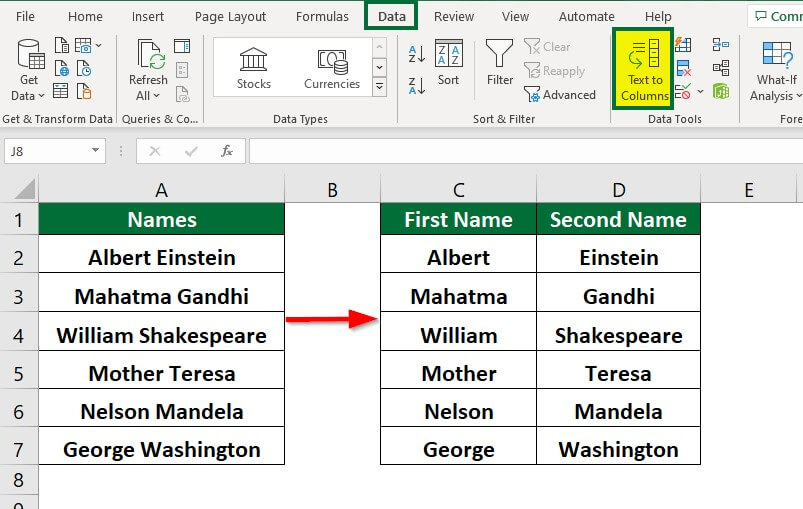 File Home Insert Page Layout Formulas Data Review View Automate Help Comm
Get Data
Refresh All
Stocks
Currencies
A Z
Z A
Z A A Z
Sort
Filter
Clear
Reapply
Advanced
Text to Columns
What-If Analysis
Get & Transform Data Queries & Co... Data Types Sort & Filter Data Tools Fore
J8 fx
A B C D E
1 Names First Name Second Name
2 Albert Einstein Albert Einstein
3 Mahatma Gandhi Mahatma Gandhi
4 William Shakespeare William Shakespeare
5 Mother Teresa Mother Teresa
6 Nelson Mandela Nelson Mandela
7 George Washington George Washington
8